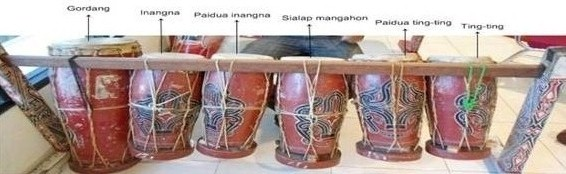 Gordang
Inangna
Paidua inangna
Sialap mangahon
Paidua ting-ting
Ting-ting